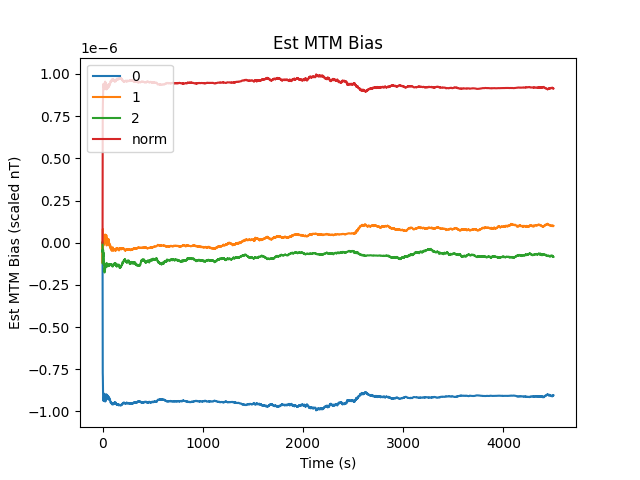 Est MTM Bias
1e−6
0
1
2
norm
1.00
0.75
0.50
0.25
0.00
−0.25
−0.50
−0.75
−1.00
Est MTM Bias (scaled nT)
0 1000 2000 3000 4000
Time (s)